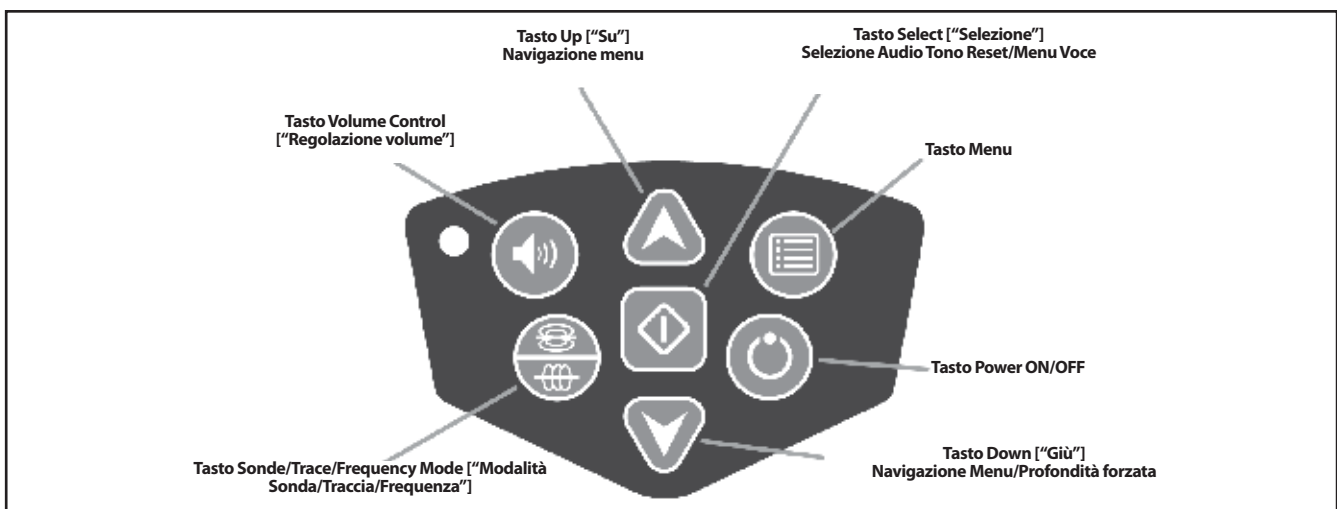 Tasto Up [“Su”]
Navigazione menu
Tasto Select [“Selezione”]
Selezione Audio Tono Reset/Menu Voce
Tasto Volume Control
[“Regolazione volume”]
Tasto Menu
Tasto Power ON/OFF
Tasto Down [“Giù”]
Navigazione Menu/Profondità forzata
Tasto Sonde/Trace/Frequency Mode [“Modalità
Sonda/Traccia/Frequenza”]